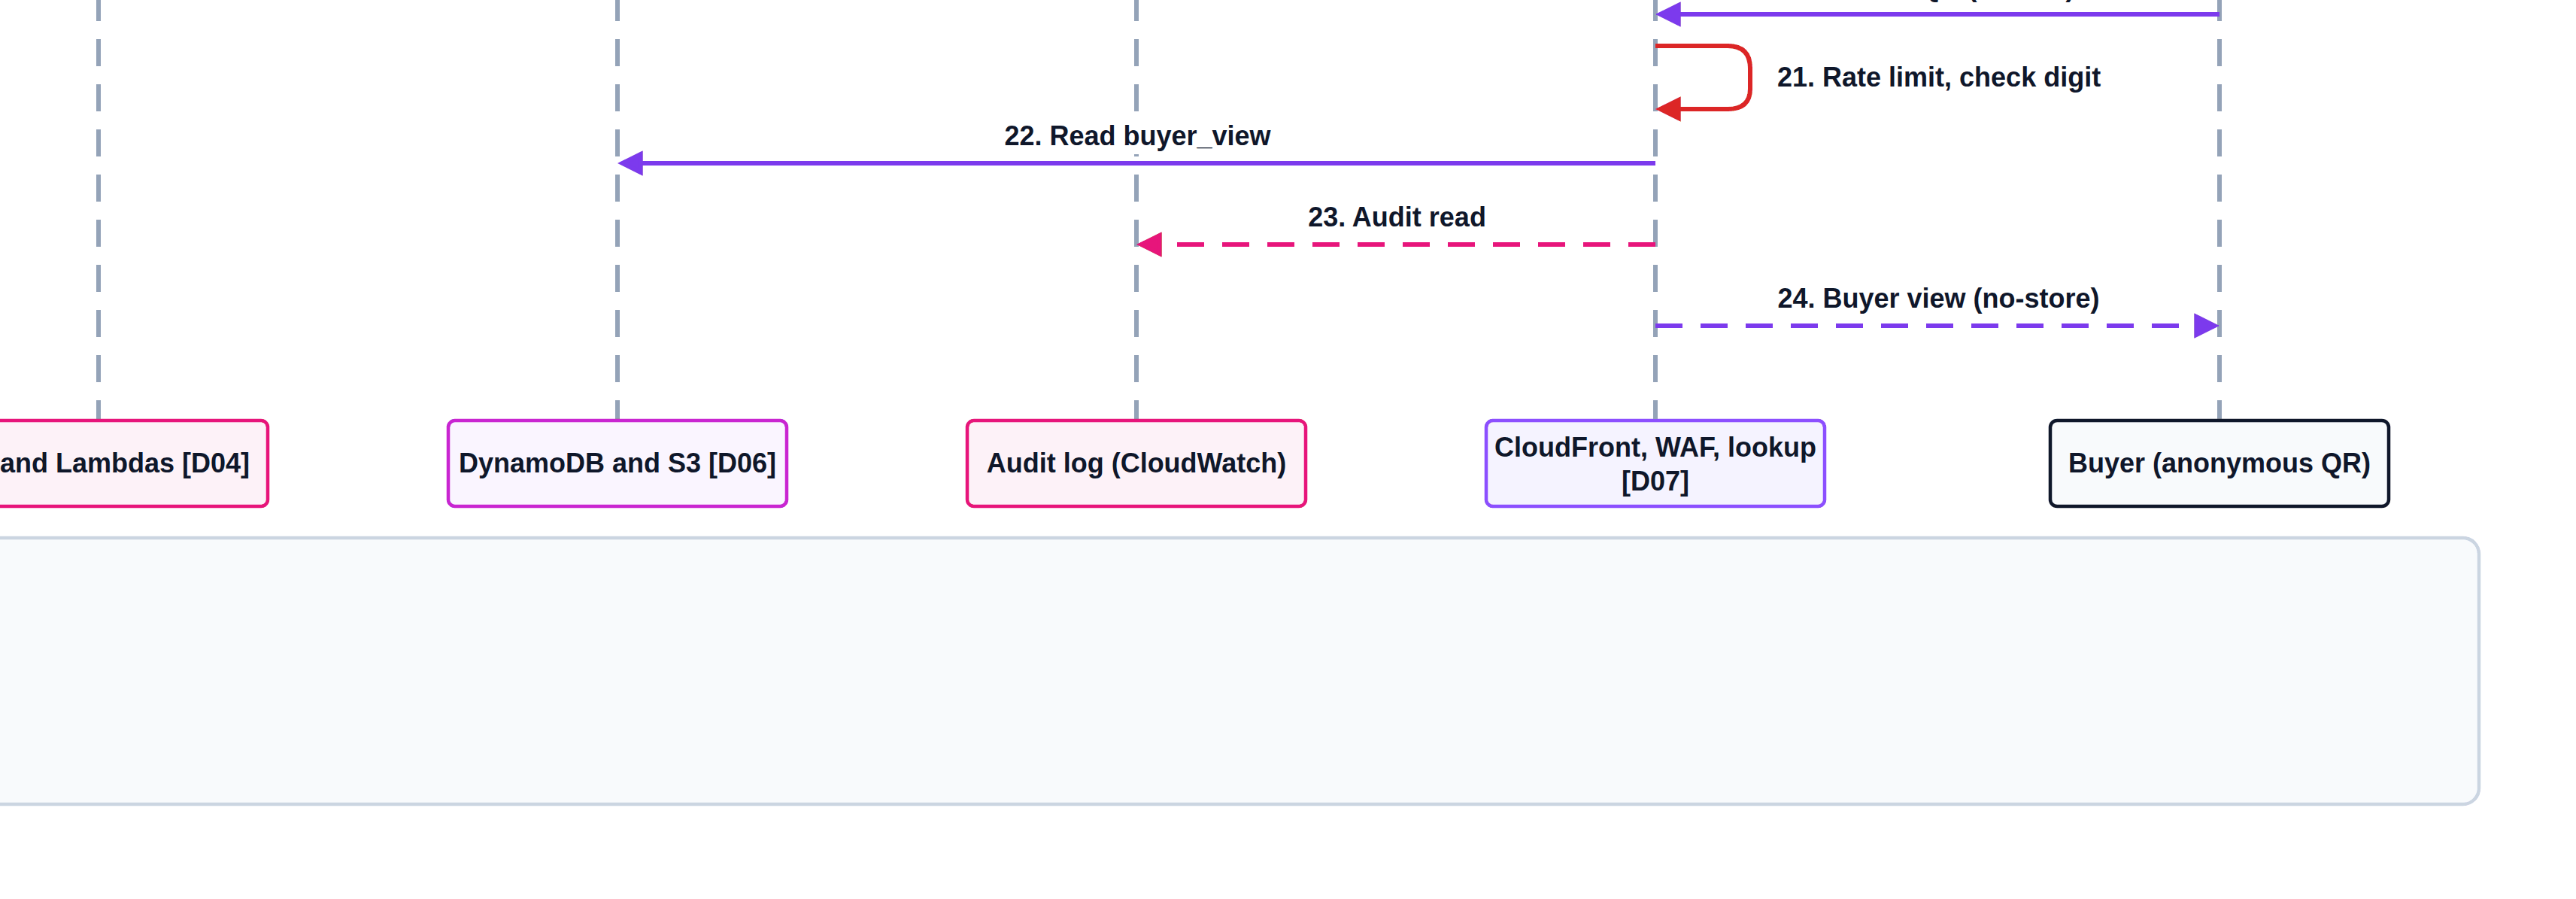 21. Rate limit, check digit
22. Read buyer_view
23. Audit read
24. Buyer view (no-store)
and Lambdas [D04]
DynamoDB and S3 [D06]
Audit log (CloudWatch)
CloudFront, WAF, lookup
[D07]
Buyer (anonymous QR)